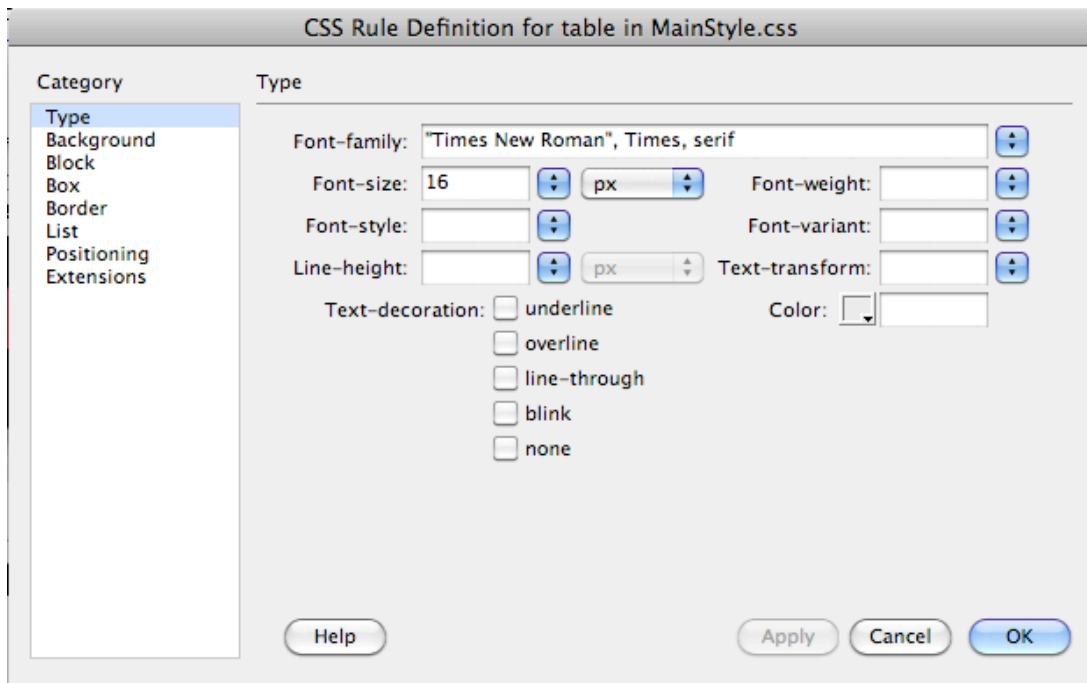 CSS Rule Definition for table in MainStyle.css
Category
Type
Background
Block
Box
Border
List
Positioning
Extensions
Type
Font-family: "Times New Roman", Times, serif
Font-size: 16 px Font-weight:
Font-style: Font-variant:
Line-height: px Text-transform:
Text-decoration: underline Color:
overline
line-through
blink
none
Help Apply Cancel OK